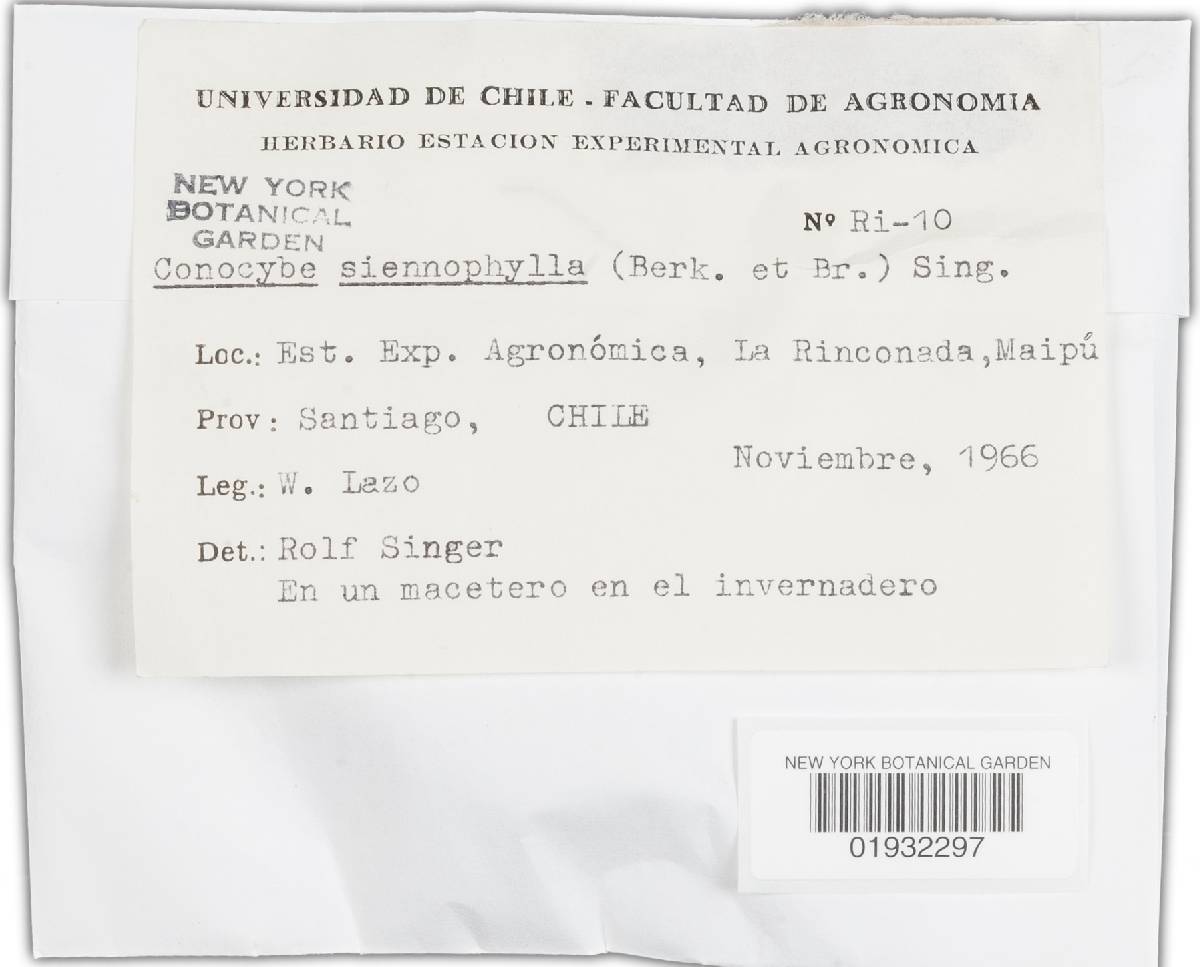 UNIVERSIDAD DE CHILE - FACULTAD DE AGRONOMIA
HERBARIO ESTACION EXPERIMENTAL AGRONOMICA
NEW YORK
BOTANICAL
GARDEN
Nº Ri-10
Conocybe siennophylla (Berk. et Br.) Sing.
Loc.: Est. Exp. Agronómica, La Rinconada,Maipú
Prov: Santiago, CHILE
Noviembre, 1966
Leg.: W. Lazo
Det.: Rolf Singer
En un macetero en el invernadero
NEW YORK BOTANICAL GARDEN
01932297